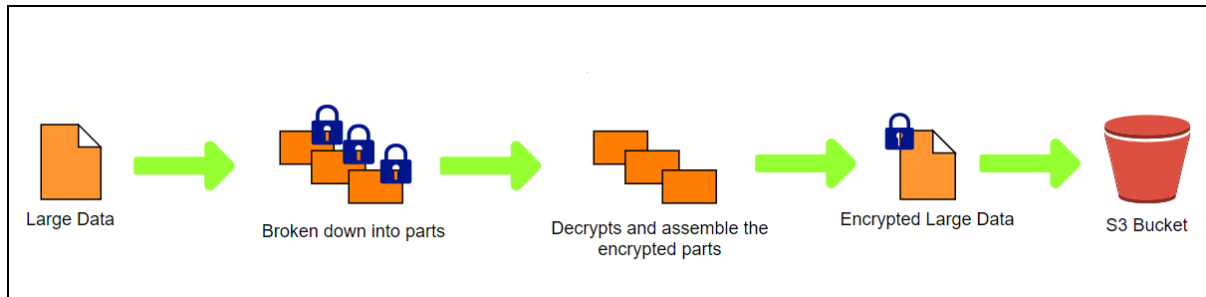 Large Data
Broken down into parts
Decrypts and assemble the
encrypted parts
Encrypted Large Data
S3 Bucket